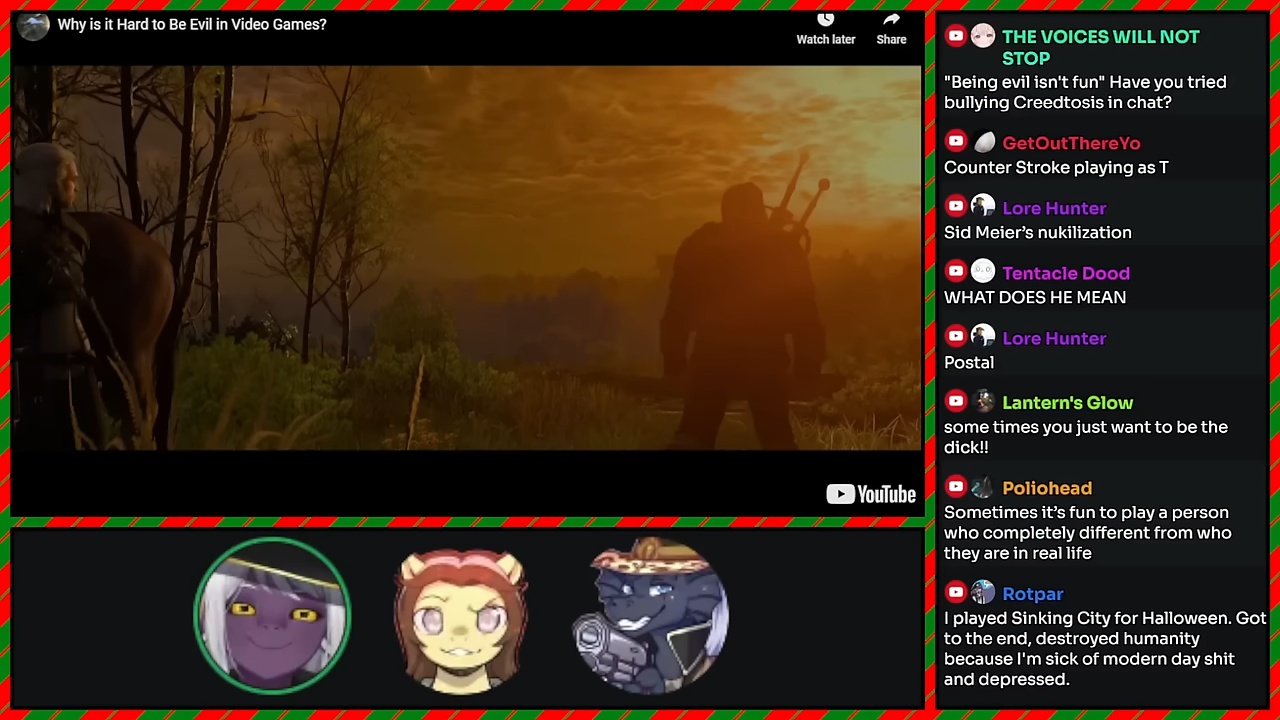 Why is it Hard to Be Evil in Video Games?
Watch later
Share
YouTube
THE VOICES WILL NOT
STOP
"Being evil isn't fun" Have you tried
bullying Creedtosis in chat?
GetOutThereYo
Counter Stroke playing as T
Lore Hunter
Sid Meier’s nukilization
Tentacle Dood
WHAT DOES HE MEAN
Lore Hunter
Postal
Lantern's Glow
some times you just want to be the
dick!!
Poliohead
Sometimes it’s fun to play a person
who completely different from who
they are in real life
Rotpar
I played Sinking City for Halloween. Got
to the end, destroyed humanity
because I'm sick of modern day shit
and depressed.